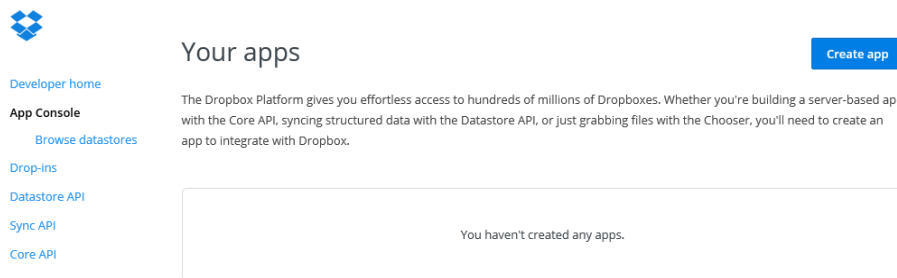 Your apps
Create app
Developer home
App Console
Browse datastores
Drop-ins
Datastore API
Sync API
Core API
The Dropbox Platform gives you effortless access to hundreds of millions of Dropboxes. Whether you're building a server-based ap
with the Core API, syncing structured data with the Datastore API, or just grabbing files with the Chooser, you'll need to create an
app to integrate with Dropbox.
You haven't created any apps.